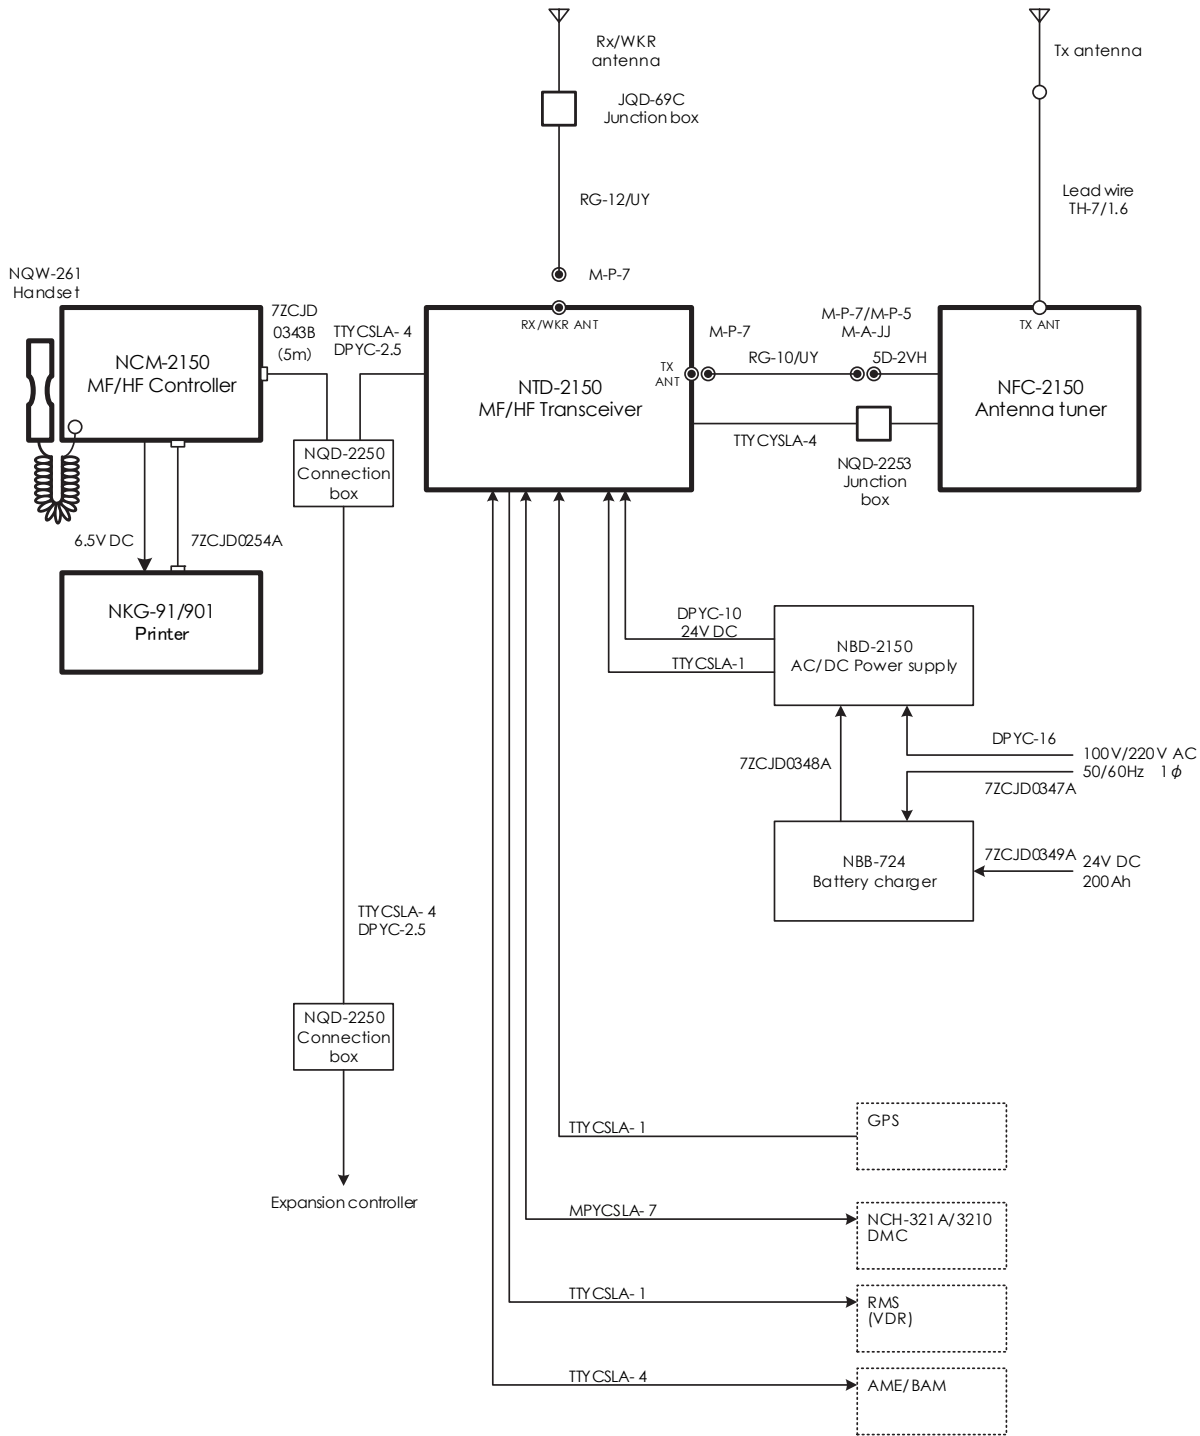 Rx/WKR
antenna
Tx antenna
JQD-69C
Junction box
RG-12/UY
Lead wire
TH-7/1.6
M-P-7
NQW-261
Handset
NCM-2150
MF/HF Controller
7ZCJD
0343B
(5m)
TTYCSLA-4
DPYC-2.5
RX/WKR ANT
NTD-2150
MF/HF Transceiver
TX
ANT
M-P-7
RG-10/UY
M-P-7/M-P-5
M-A-JJ
5D-2VH
TX ANT
NFC-2150
Antenna tuner
TTYCYSLA-4
NQD-2253
Junction
box
NQD-2250
Connection
box
6.5V DC
7ZCJD0254A
NKG-91/901
Printer
DPYC-10
24V DC
TTYCSLA-1
NBD-2150
AC/DC Power supply
7ZCJD0348A
DPYC-16
100V/220V AC
50/60Hz 1ϕ
7ZCJD0347A
NBB-724
Battery charger
7ZCJD0349A
24V DC
200Ah
TTYCSLA-4
DPYC-2.5
NQD-2250
Connection
box
Expansion controller
TTYCSLA-1
GPS
MPYCSLA-7
NCH-321A/3210
DMC
TTYCSLA-1
RMS
(VDR)
TTYCSLA-4
AME/BAM